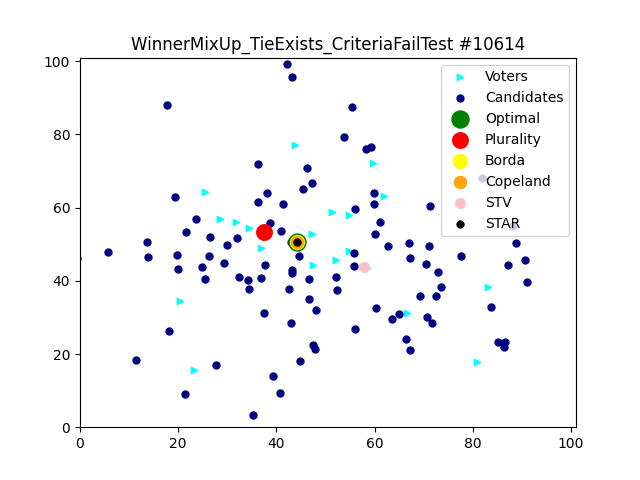 WinnerMixUp_TieExists_CriteriaFailTest #10614
100
80
60
40
20
0
0
20
40
60
80
100
Voters
Candidates
Optimal
Plurality
Borda
Copeland
STV
STAR